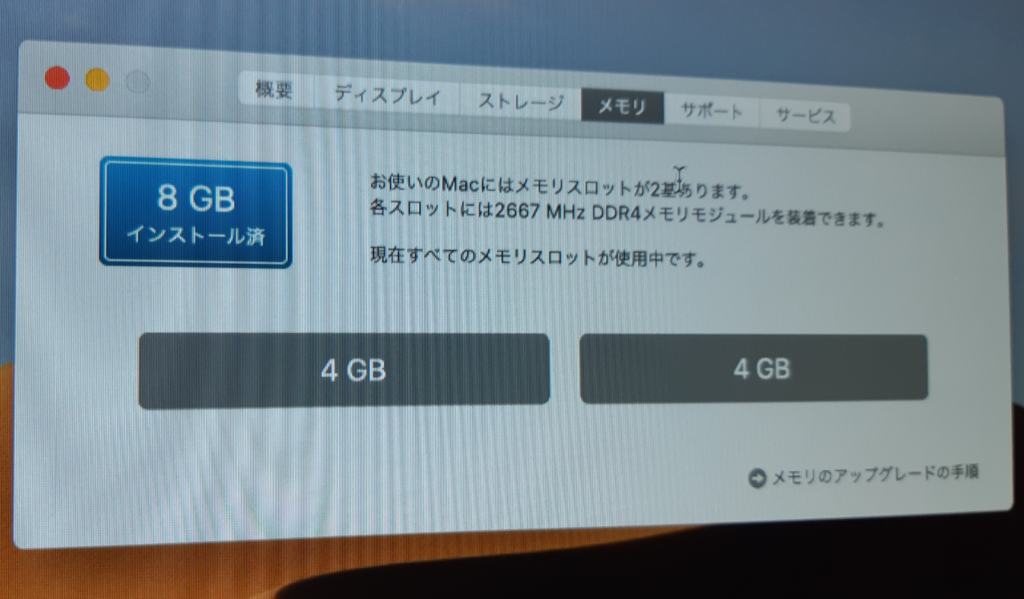 概要 ディスプレイ ストレージ メモリ サポート サービス
8 GB
インストール済
お使いのMacにはメモリスロットが2基あります。
各スロットには2667 MHz DDR4メモリモジュールを装着できます。
現在すべてのメモリスロットが使用中です。
4 GB 4 GB
メモリのアップグレードの手順